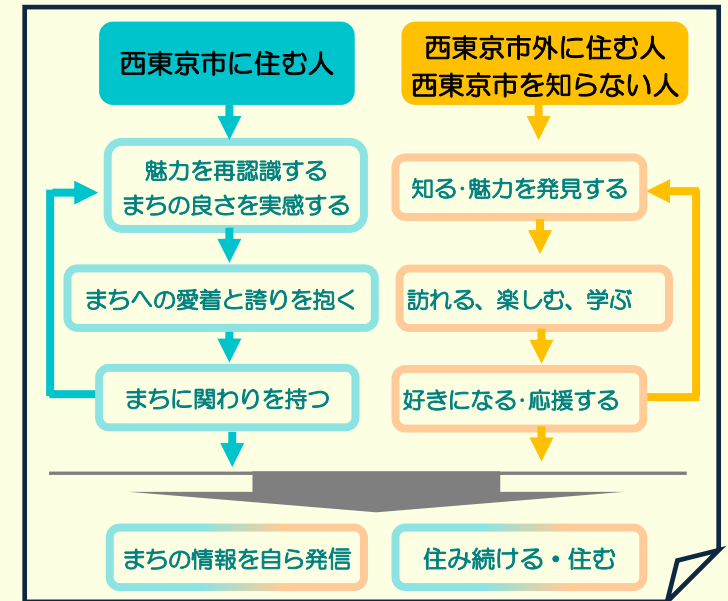 西東京市に住む人
西東京市外に住む人
西東京市を知らない人
魅力を再認識する
まちの良さを実感する
知る・魅力を発見する
まちへの愛着と誇りを抱く
訪れる、楽しむ、学ぶ
まちに関わりを持つ
好きになる・応援する
まちの情報を自ら発信
住み続ける・住む